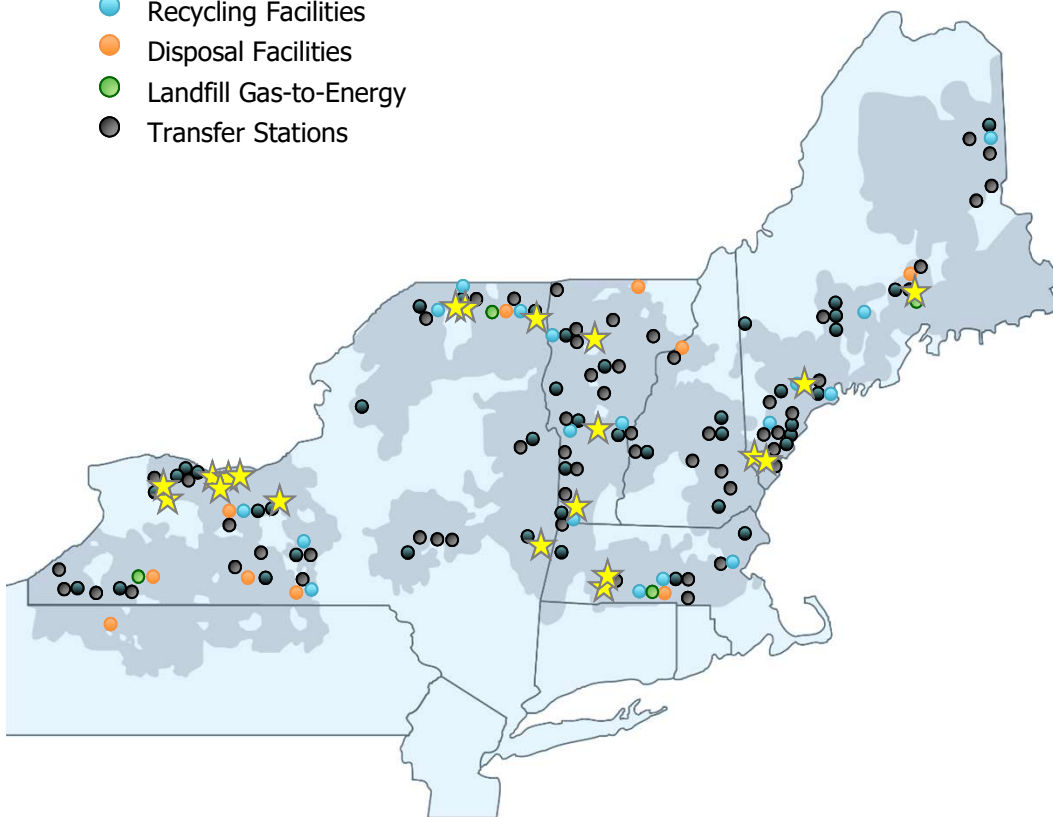 Recycling Facilities
Disposal Facilities
Landfill Gas-to-Energy
Transfer Stations